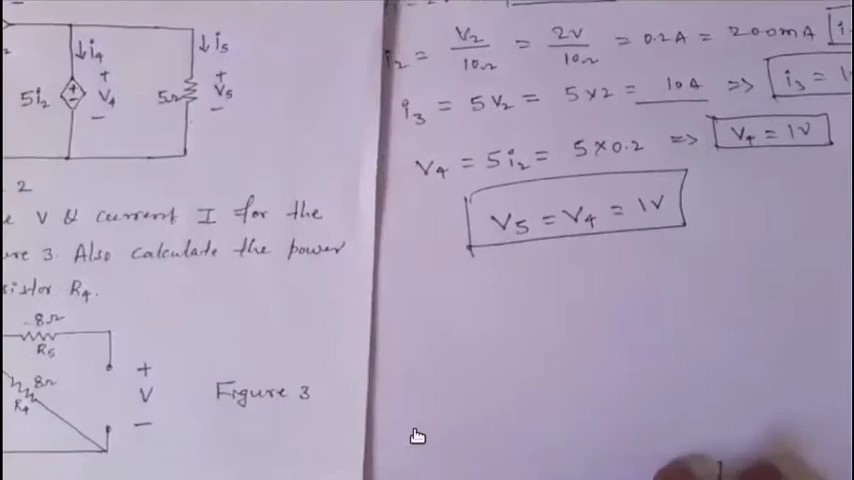 ↓i4
↓i5
5i2
+
V4
-
5Ω
+
V5
-
2
V & current I for the
3. Also calculate the power
R4.
8Ω
R5
8Ω
R4
+
V
-
Figure 3
i2 = V2/10Ω = 2V/10Ω = 0.2A = 200mA
i3 = 5V2 = 5×2 = 10A => i3 = 1
V4 = 5i2 = 5×0.2 => V4 = 1V
V5 = V4 = 1V